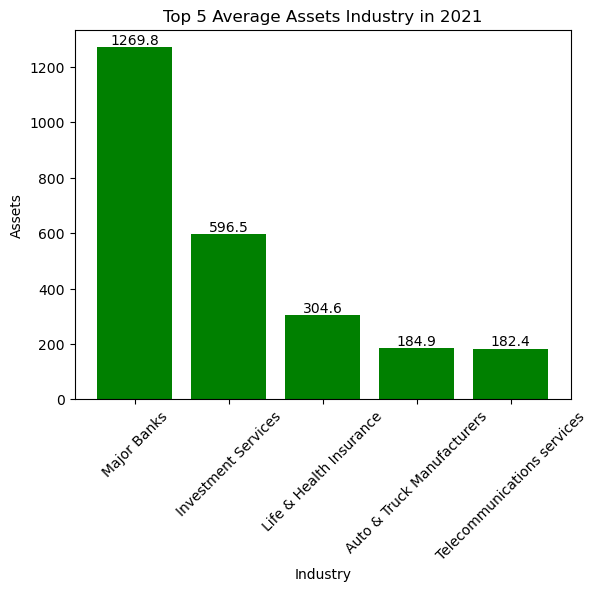 Top 5 Average Assets Industry in 2021
1269.8
596.5
304.6
184.9
182.4
1200
1000
800
600
400
200
0
Assets
Major Banks
Investment Services
Life & Health Insurance
Auto & Truck Manufacturers
Telecommunications services
Industry